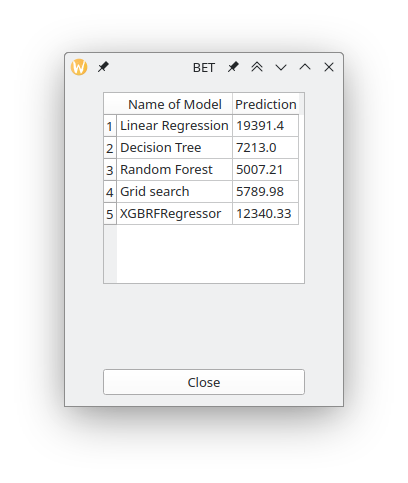 W BET
Name of Model Prediction
1 Linear Regression 19391.4
2 Decision Tree 7213.0
3 Random Forest 5007.21
4 Grid search 5789.98
5 XGBRFRegressor 12340.33
Close